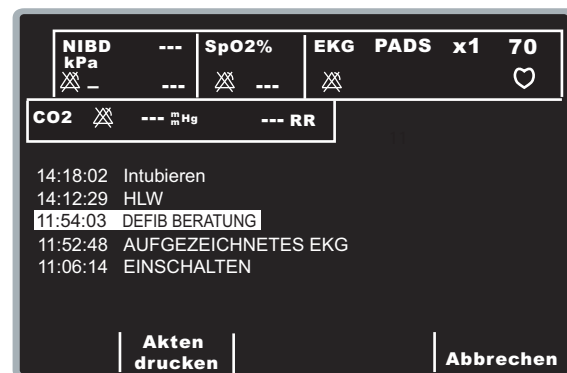 NIBD --- SpO2% EKG PADS x1 70
kPa
– --- ---
CO2 --- mmHg --- RR
14:18:02 Intubieren
14:12:29 HLW
11:54:03 DEFIB BERATUNG
11:52:48 AUFGEZEICHNETES EKG
11:06:14 EINSCHALTEN
Akten
drucken Abbrechen